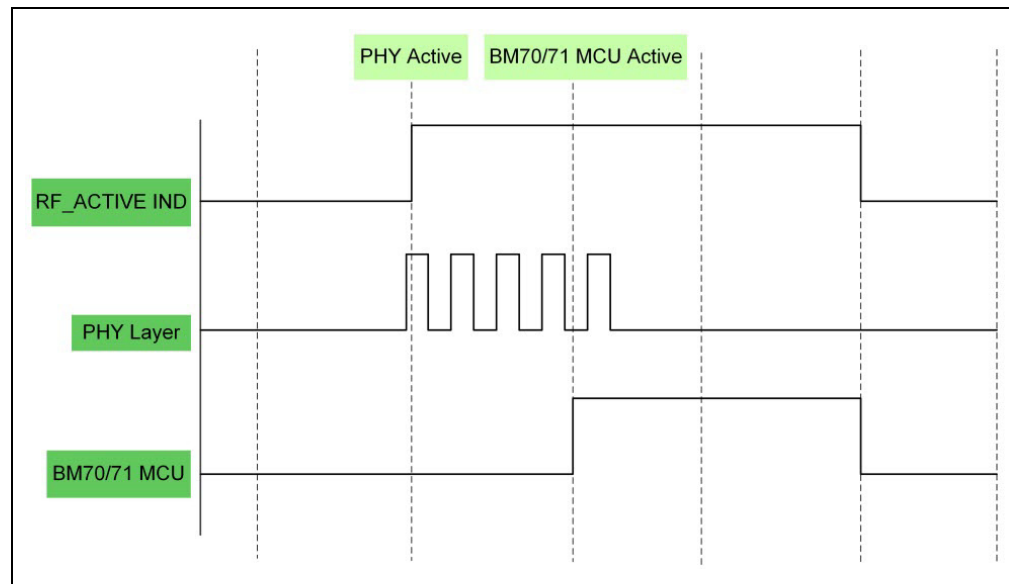 PHY Active
BM70/71 MCU Active
RF_ACTIVE IND
PHY Layer
BM70/71 MCU